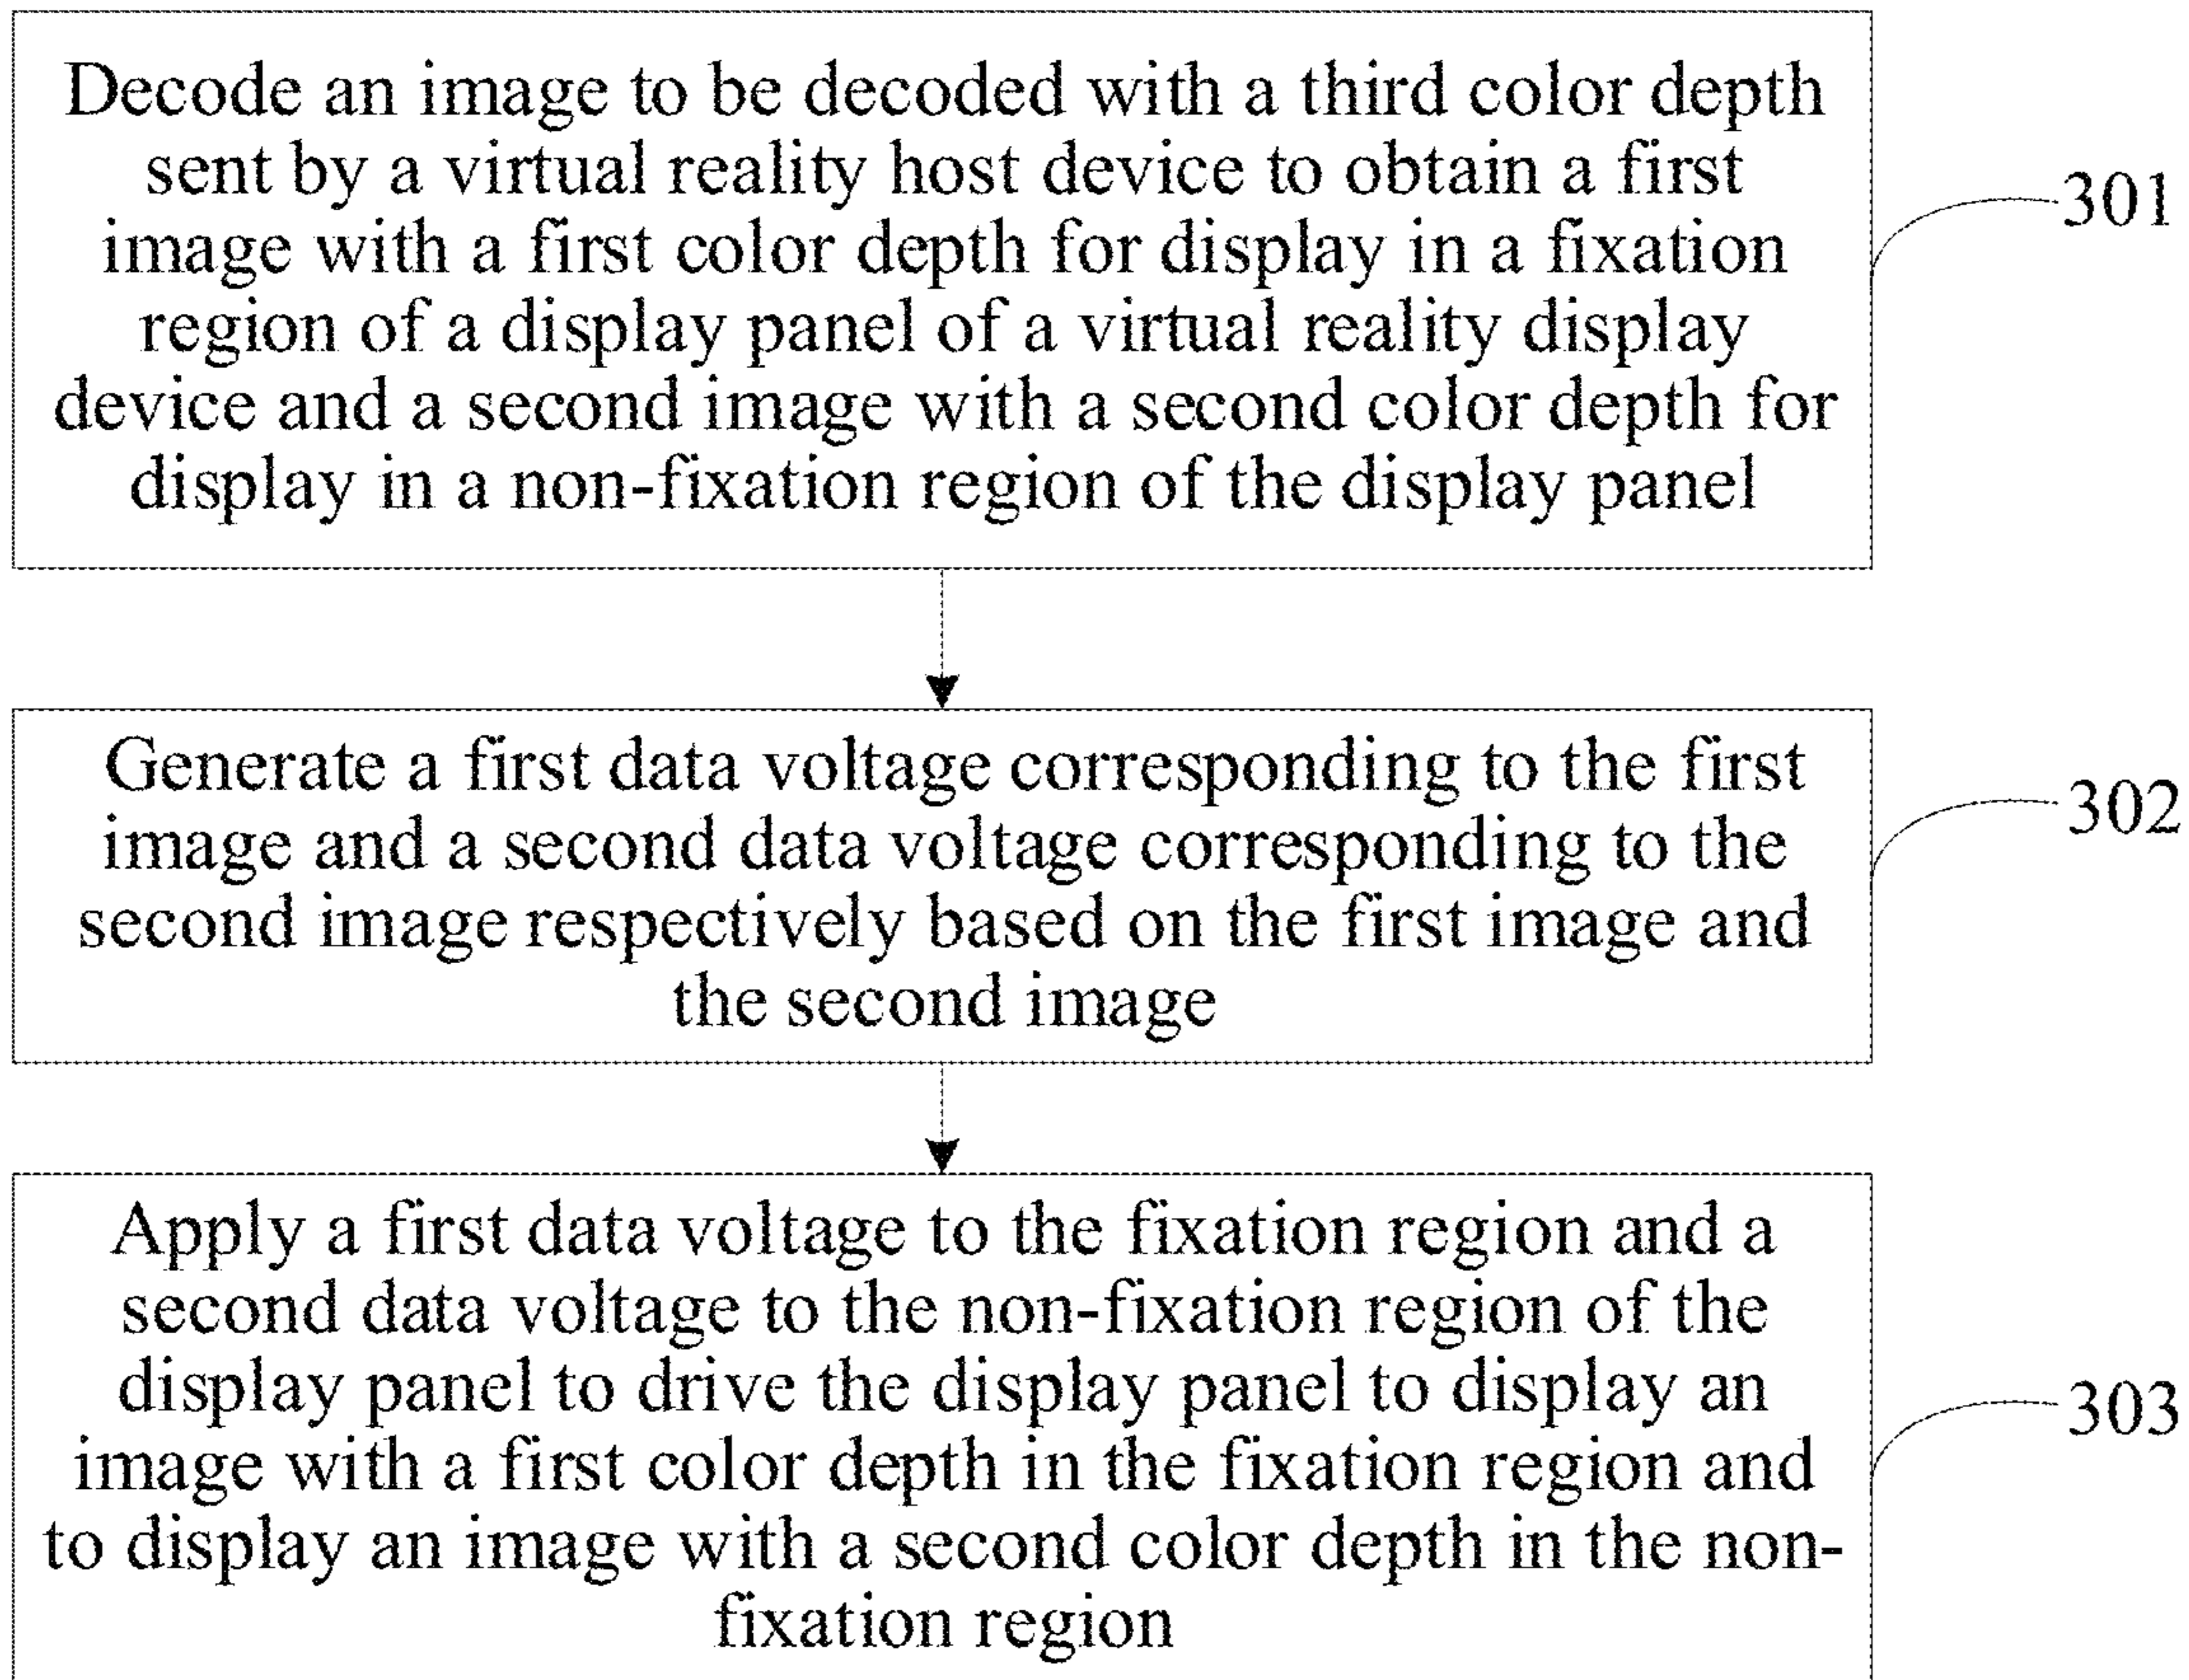 Decode an image to be decoded with a third color depth
sent by a virtual reality host device to obtain a first
image with a first color depth for display in a fixation
region of a display panel of a virtual reality display
device and a second image with a second color depth for
display in a non-fixation region of the display panel
301
Generate a first data voltage corresponding to the first
image and a second data voltage corresponding to the
second image respectively based on the first image and
the second image
302
Apply a first data voltage to the fixation region and a
second data voltage to the non-fixation region of the
display panel to drive the display panel to display an
image with a first color depth in the fixation region and
to display an image with a second color depth in the non-
fixation region
303